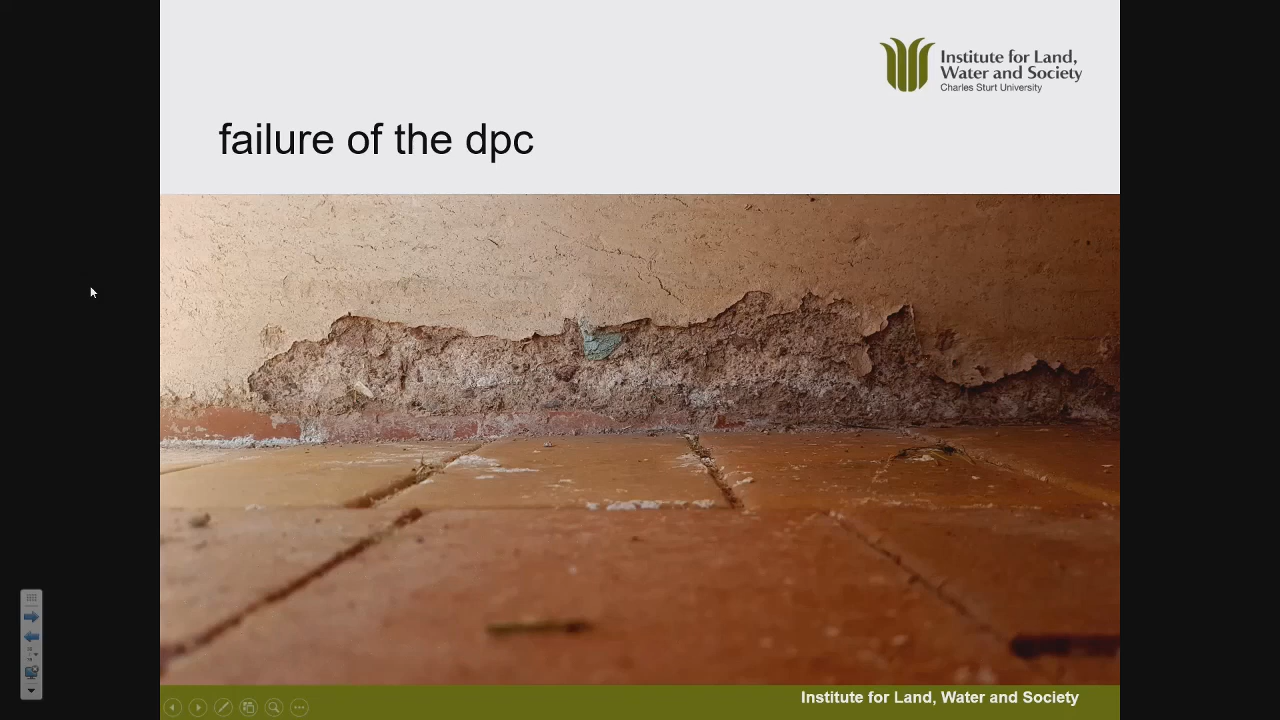 Institute for Land,
Water and Society
Charles Sturt University
failure of the dpc
Institute for Land, Water and Society